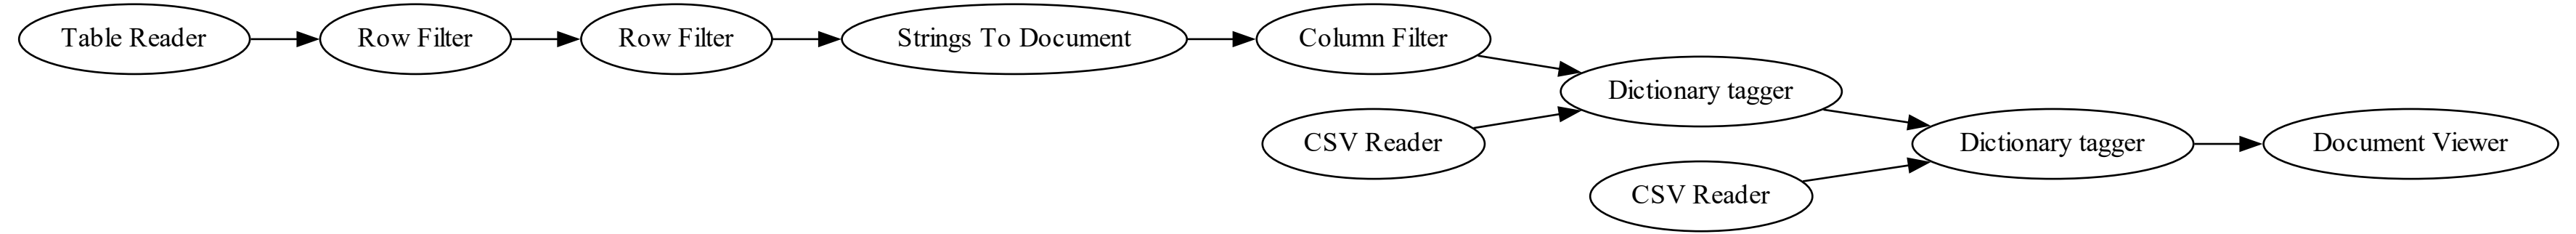 Table Reader
Row Filter
Row Filter
Strings To Document
Column Filter
Dictionary tagger
CSV Reader
Dictionary tagger
Document Viewer
CSV Reader